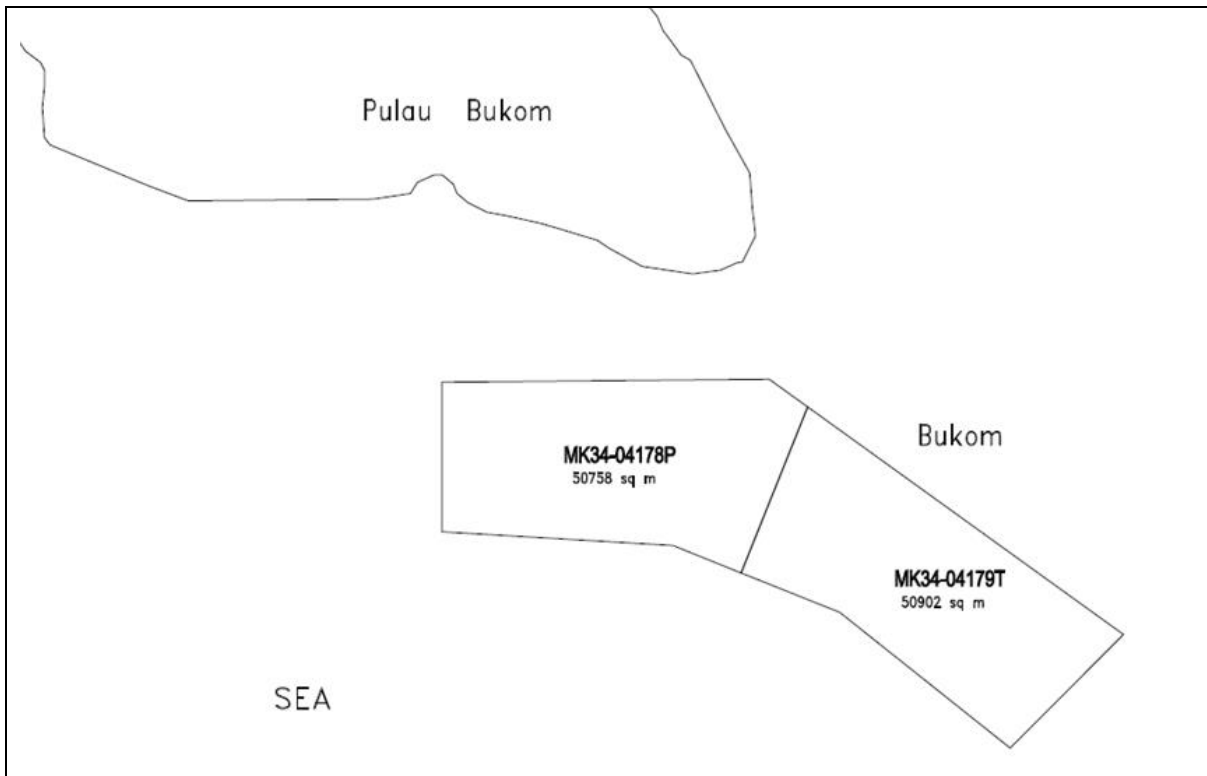 Pulau Bukom
MK34-04178P
50758 sq m
Bukom
MK34-04179T
50902 sq m
SEA